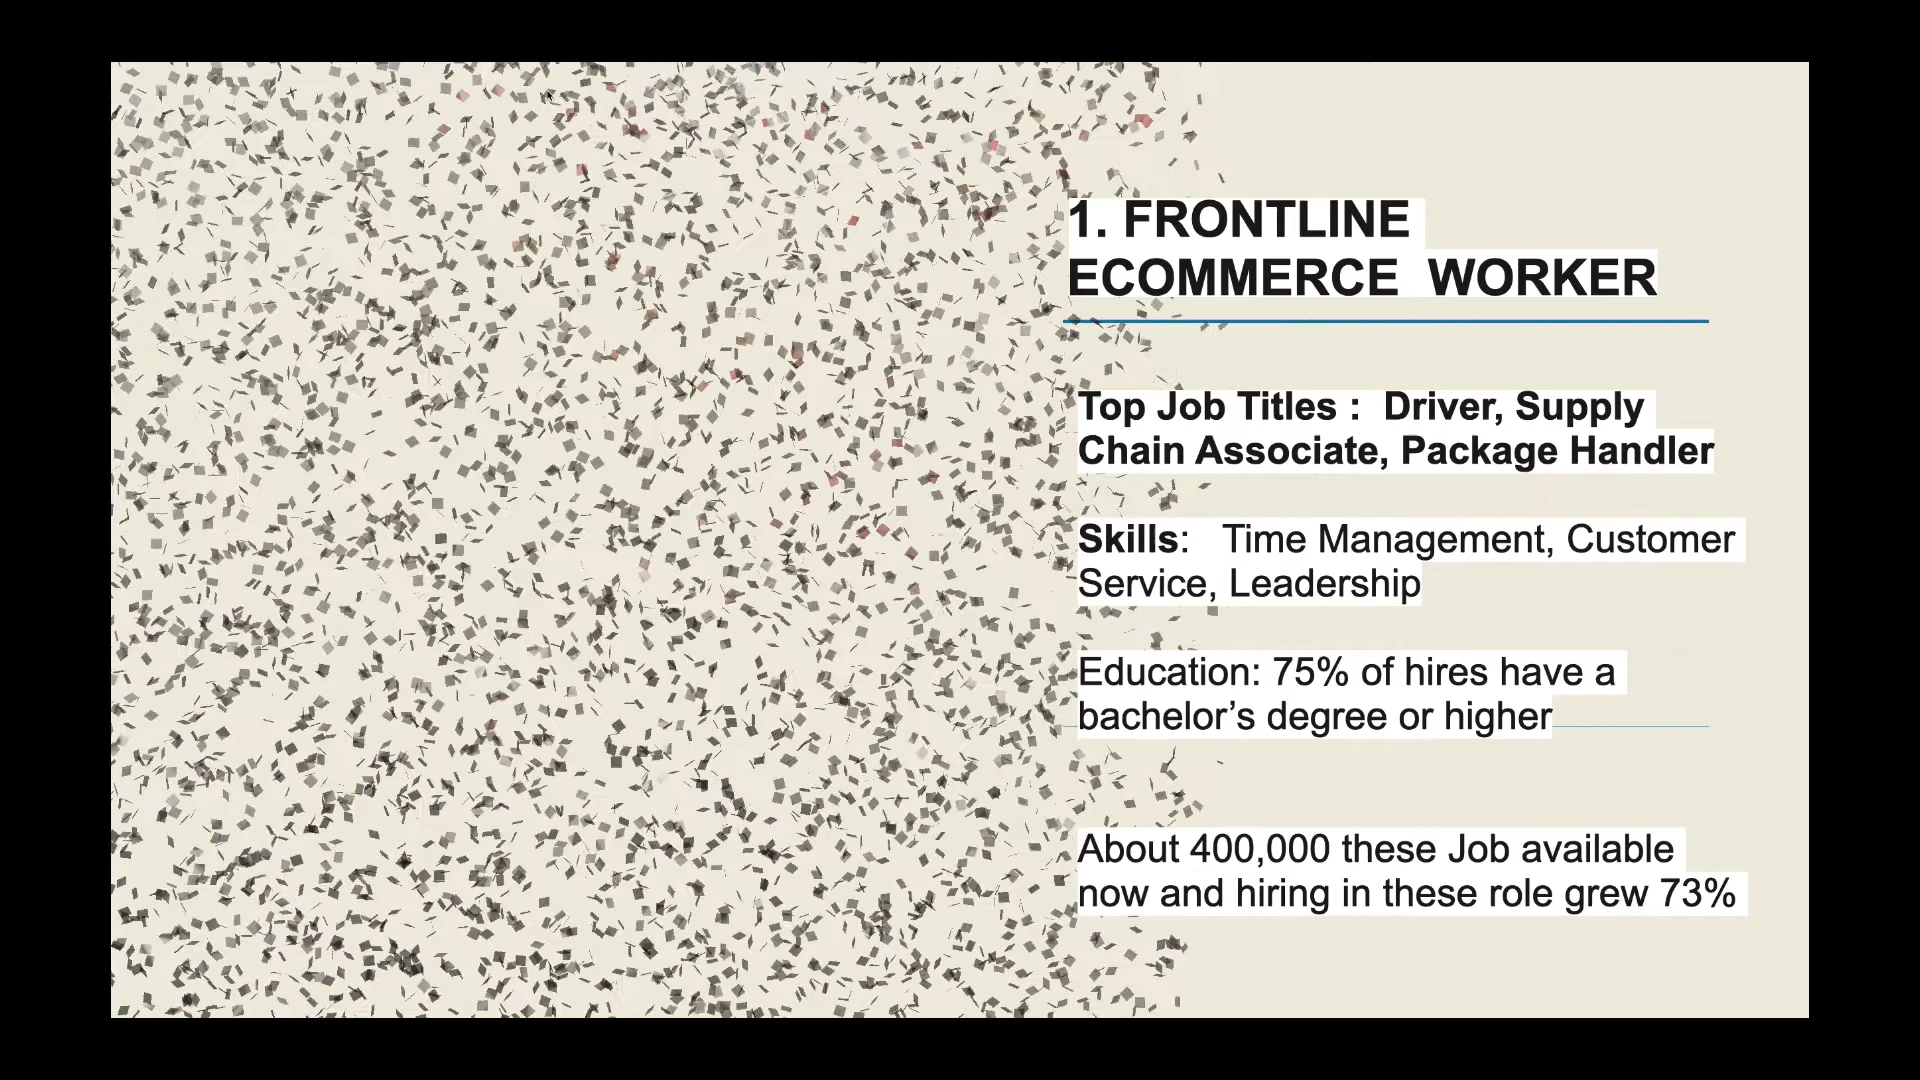 1. FRONTLINE
ECOMMERCE WORKER
Top Job Titles : Driver, Supply
Chain Associate, Package Handler
Skills: Time Management, Customer
Service, Leadership
Education: 75% of hires have a
bachelor’s degree or higher
About 400,000 these Job available
now and hiring in these role grew 73%